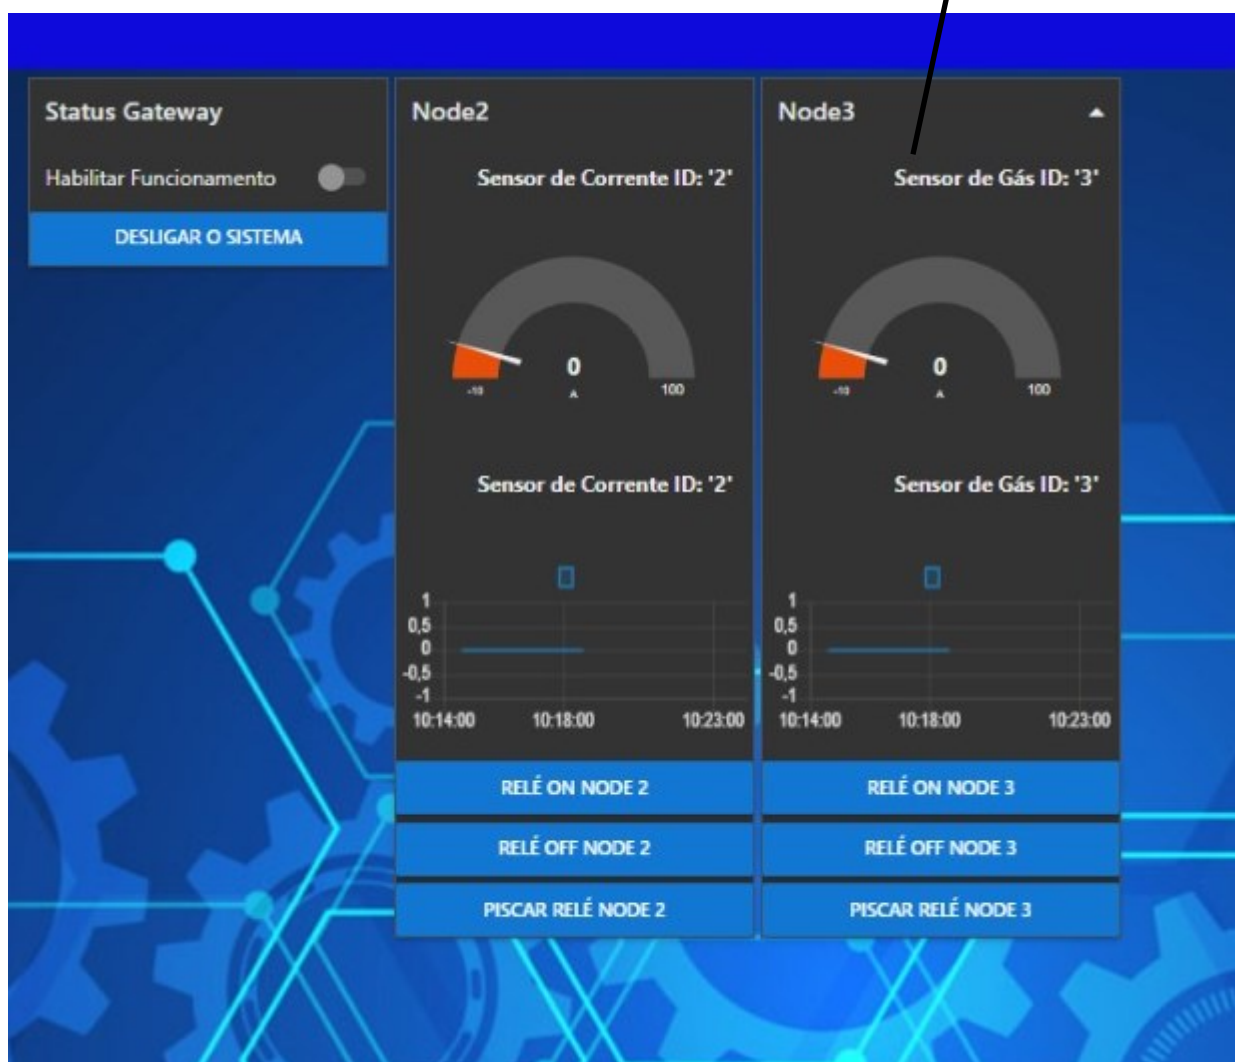 Status Gateway
Habilitar Funcionamento
DESLIGAR O SISTEMA
Node2
Sensor de Corrente ID: '2'
0
-10
A
100
Sensor de Corrente ID: '2'
1
0,5
0
-0,5
-1
10:14:00 10:18:00 10:23:00
RELÉ ON NODE 2
RELÉ OFF NODE 2
PISCAR RELÉ NODE 2
Node3
Sensor de Gás ID: '3'
0
-10
A
100
Sensor de Gás ID: '3'
1
0,5
0
-0,5
-1
10:14:00 10:18:00 10:23:00
RELÉ ON NODE 3
RELÉ OFF NODE 3
PISCAR RELÉ NODE 3